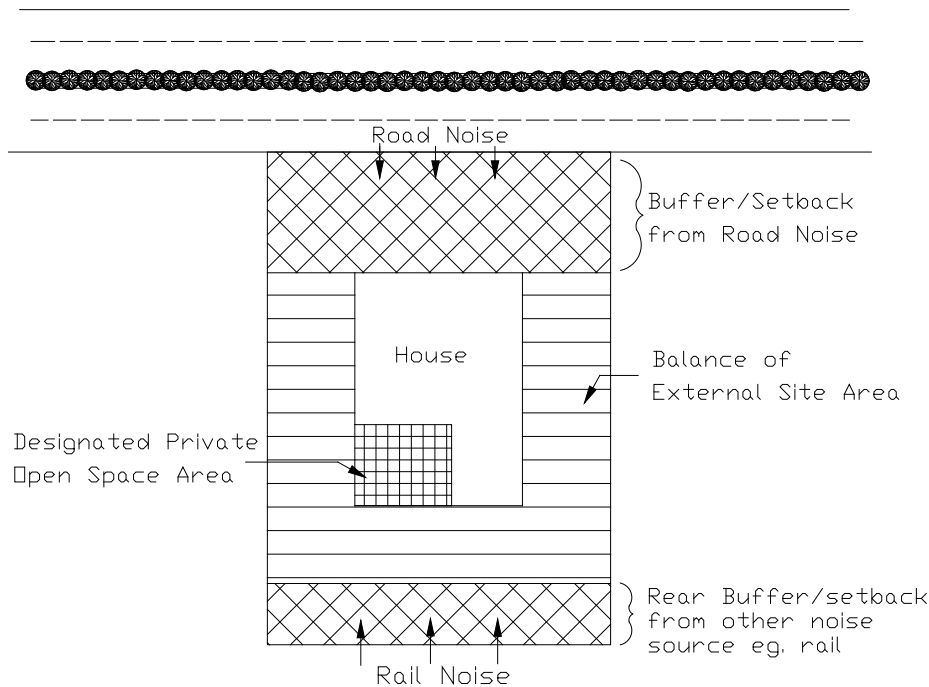 Road Noise
Buffer/Setback
from Road Noise
House
Balance of
External Site Area
Designated Private
Open Space Area
Rear Buffer/setback
from other noise
source eg. rail
Rail Noise